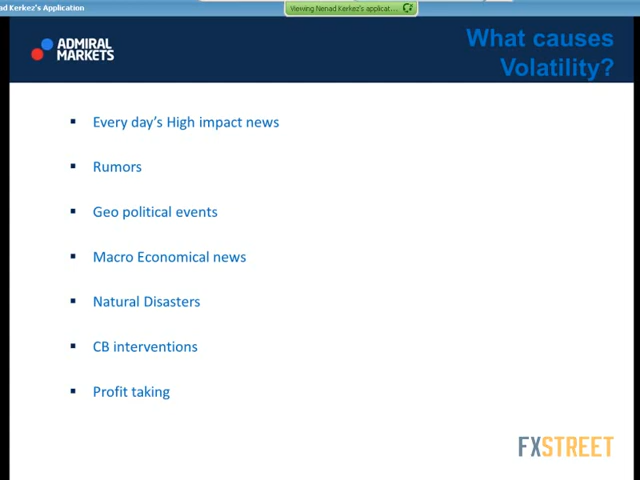 ad Kerkez's Application
Viewing Nenad Kerkez's applicat...
ADMIRAL
MARKETS
What causes
Volatility?
Every day's High impact news
Rumors
Geo political events
Macro Economical news
Natural Disasters
CB interventions
Profit taking
FXSTREET